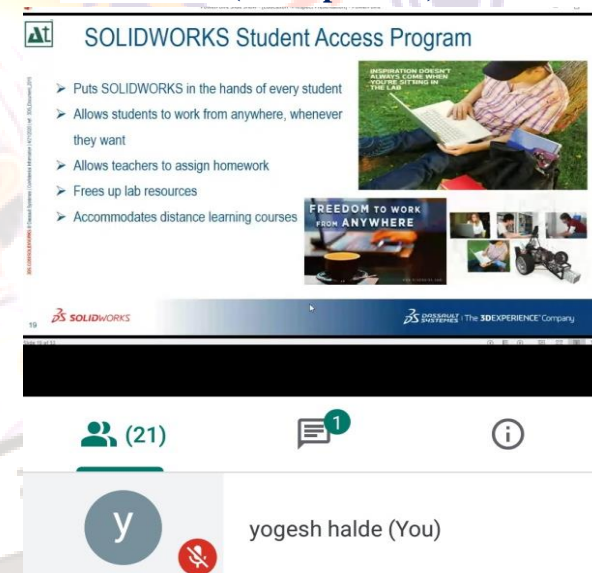 At
SOLIDWORKS Student Access Program
➢ Puts SOLIDWORKS in the hands of every student
➢ Allows students to work from anywhere, whenever
they want
➢ Allows teachers to assign homework
➢ Frees up lab resources
➢ Accommodates distance learning courses
INSPIRATION DOESN'T
ALWAYS COME WHEN
YOU'RE SITTING IN
THE LAB
FREEDOM TO WORK
FROM ANYWHERE
19
SOLIDWORKS
DASSAULT SYSTEMES | The 3DEXPERIENCE® Company
(21)
1
y
yogesh halde (You)